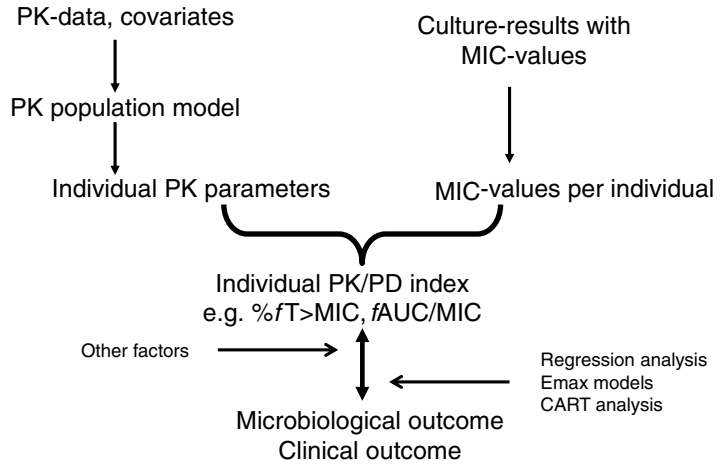 PK-data, covariates
Culture-results with
MIC-values
PK population model
Individual PK parameters
MIC-values per individual
Individual PK/PD index
e.g. %fT>MIC, fAUC/MIC
Other factors
Regression analysis
Emax models
CART analysis
Microbiological outcome
Clinical outcome